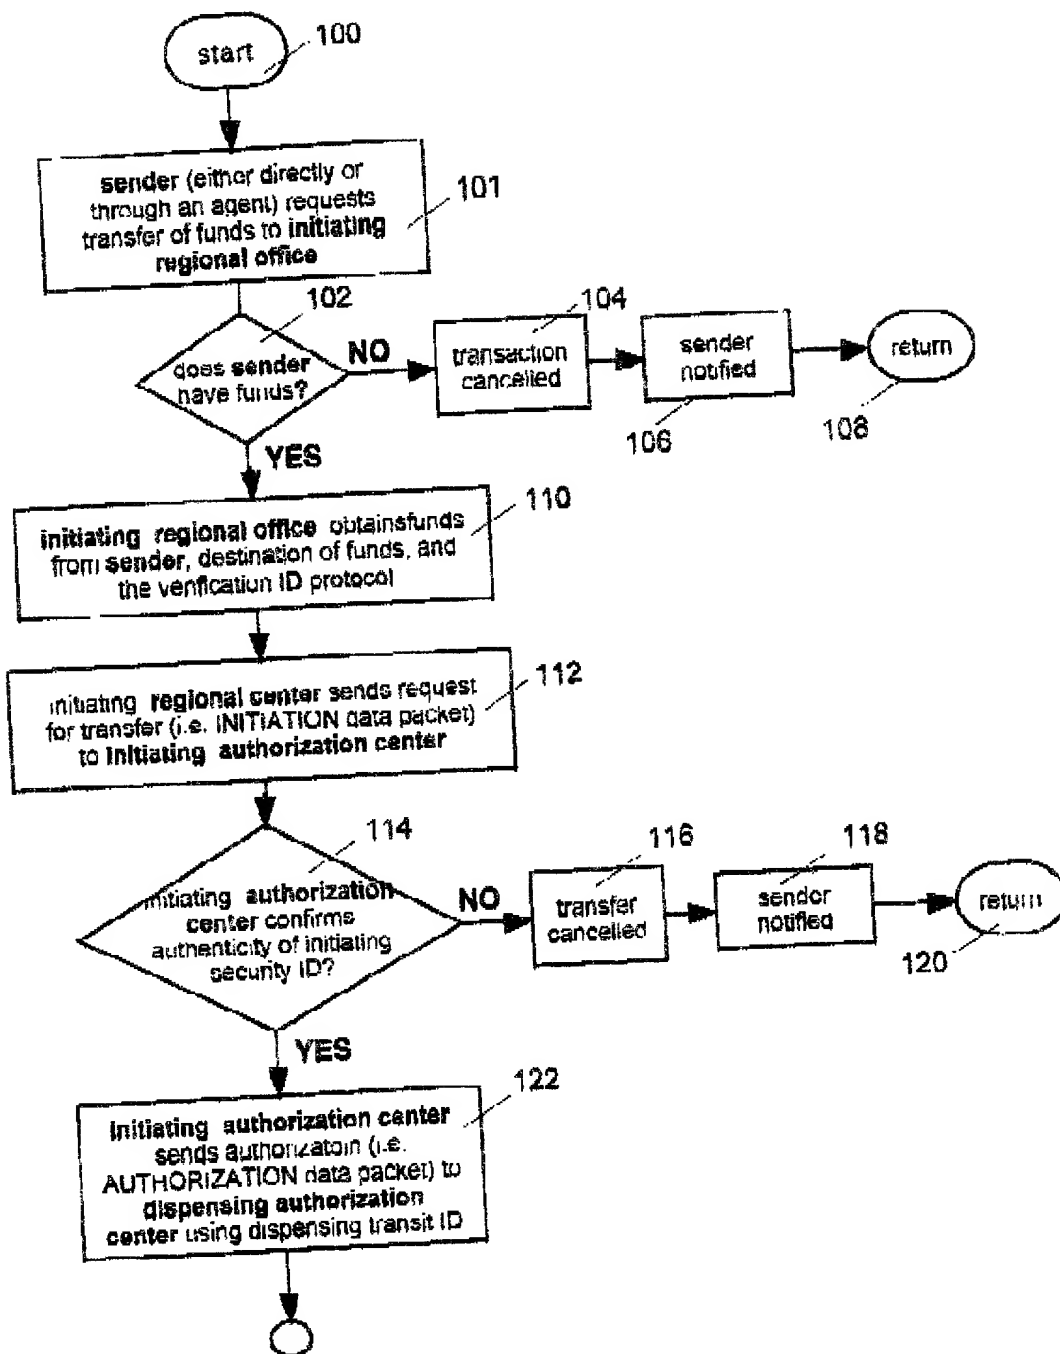 start
100
sender (either directly or
through an agent) requests
transfer of funds to initiating
regional office
101
102
does sender
have funds?
NO
104
transaction
cancelled
sender
notified
106
return
108
YES
initiating regional office obtainsfunds
from sender, destination of funds, and
the verification ID protocol
110
initiating regional center sends request
for transfer (i.e. INITIATION data packet)
to initiating authorization center
112
114
initiating authorization
center confirms
authenticity of initiating
security ID?
NO
116
transfer
cancelled
118
sender
notified
return
120
YES
122
initiating authorization center
sends authorizatoin (i.e.
AUTHORIZATION data packet) to
dispensing authorization
center using dispensing transit ID